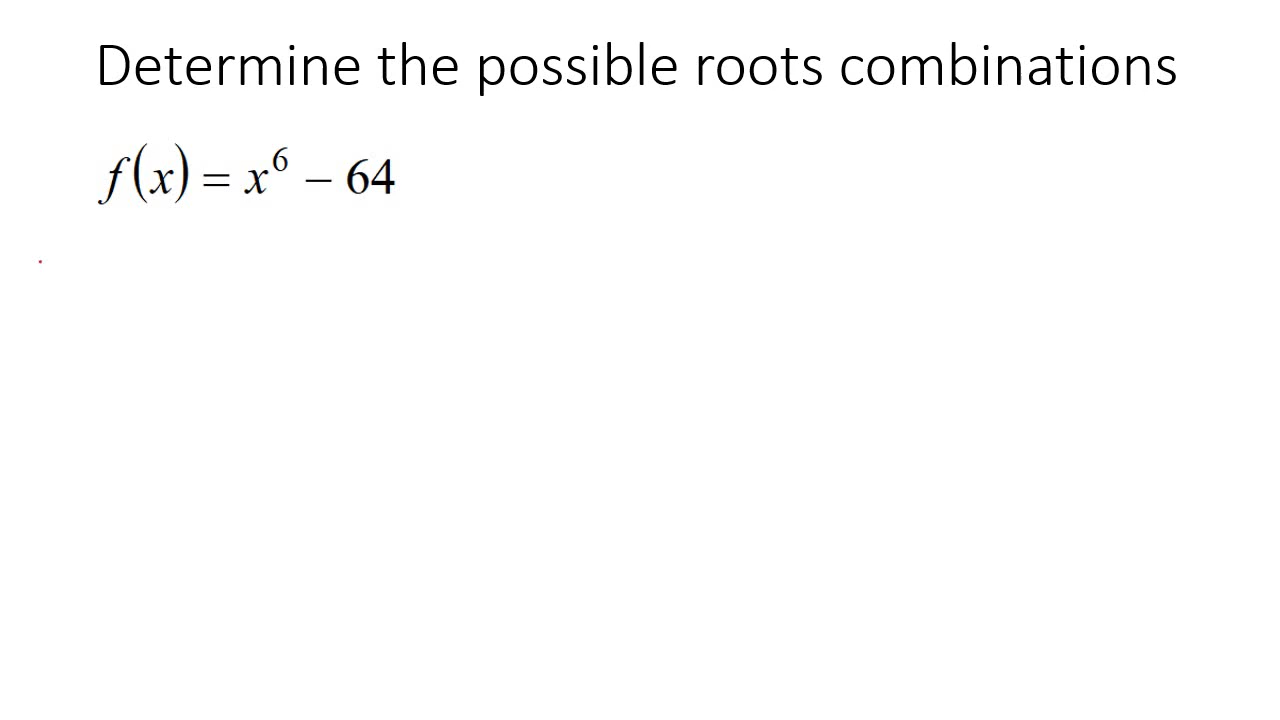 Determine the possible roots combinations
f(x) = x⁶ − 64